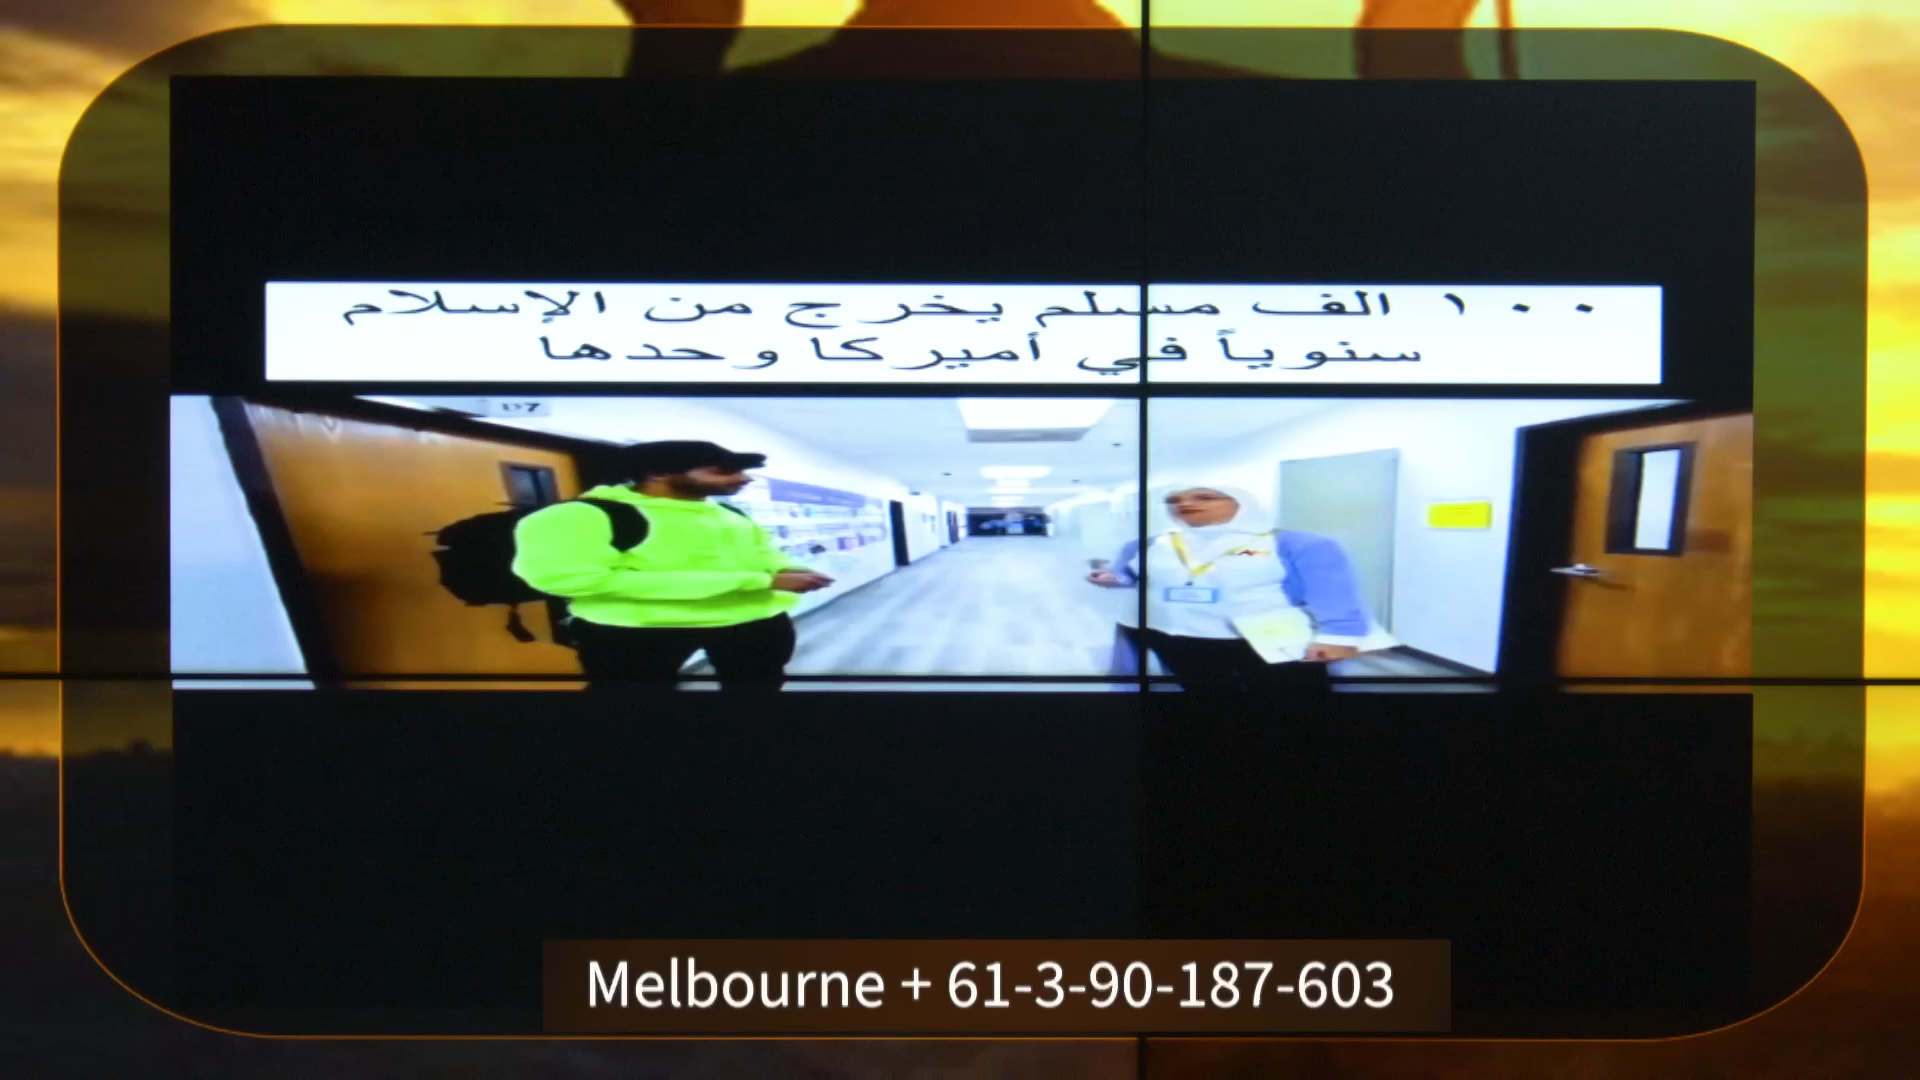 ١٠٠ الف مسلم يخرج من الإسلام
سنوياً في أميركا وحدها
D7
Melbourne + 61-3-90-187-603